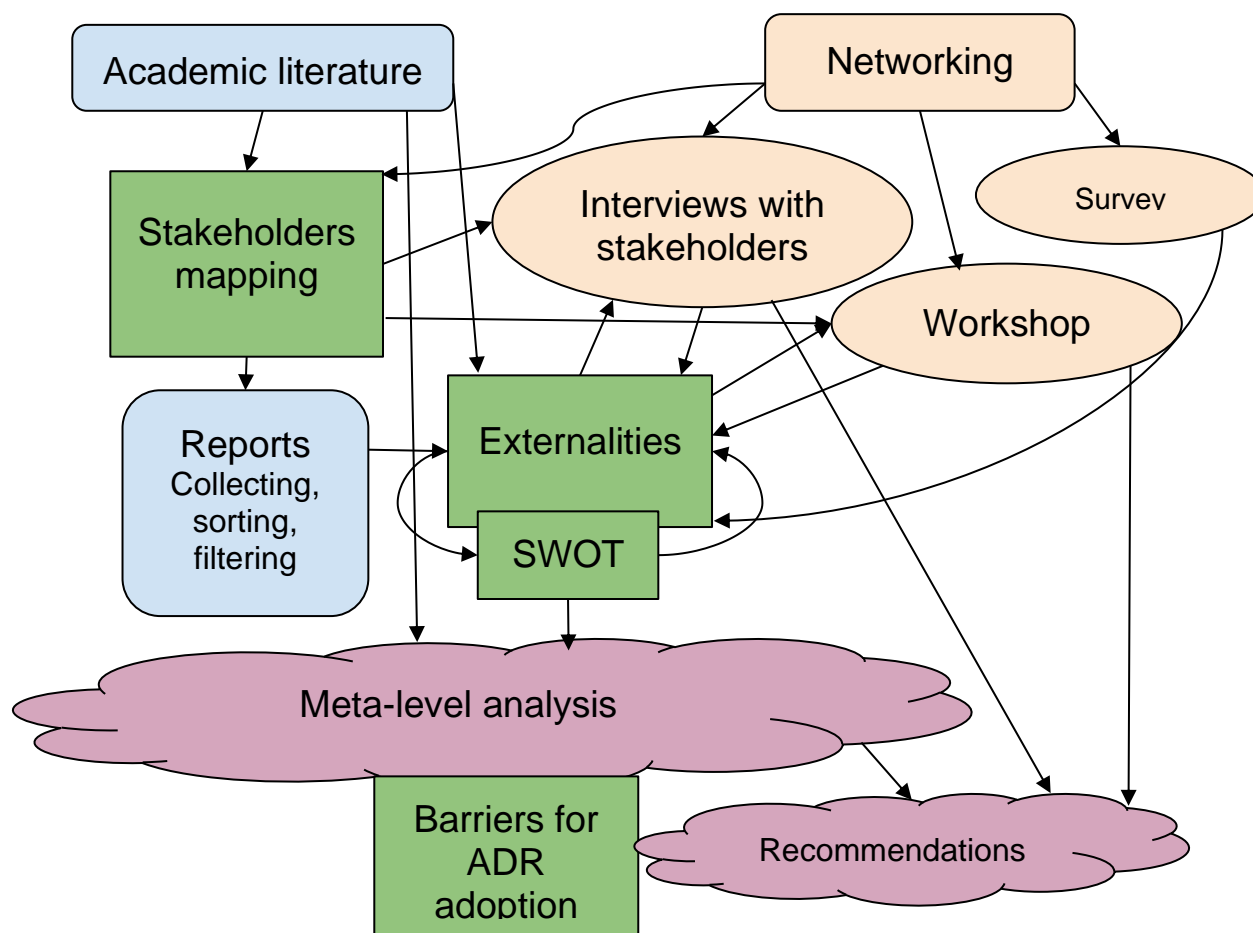 Academic literature
Networking
Stakeholders
mapping
Interviews with
stakeholders
Survev
Workshop
Reports
Collecting,
sorting,
filtering
Externalities
SWOT
Meta-level analysis
Barriers for
ADR
adoption
Recommendations